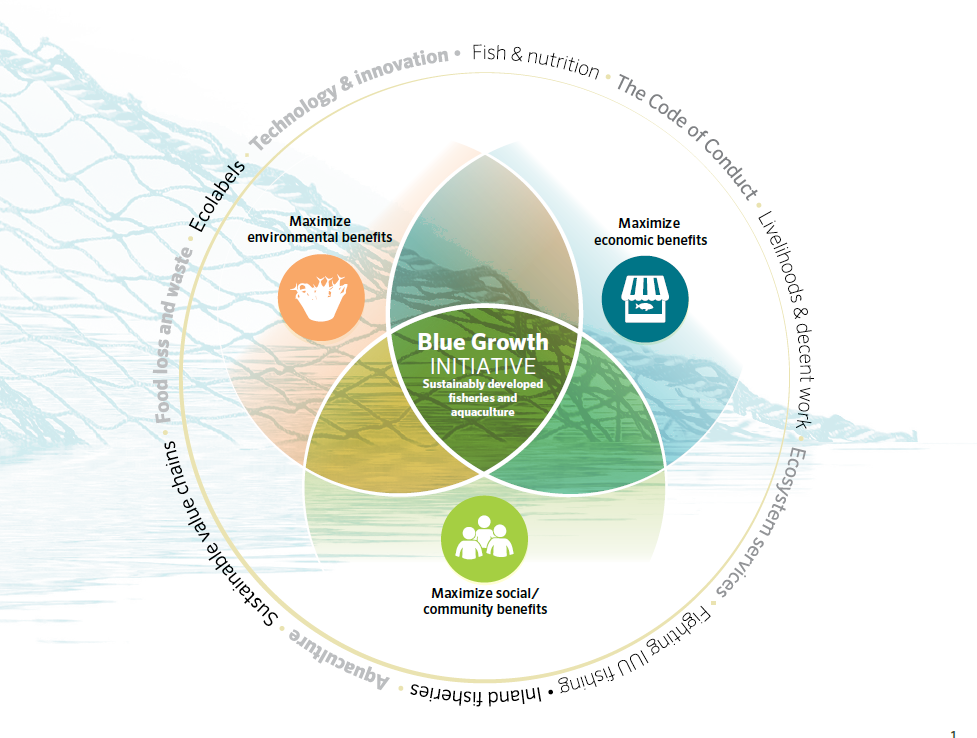 Technology & innovation • Fish & nutrition • The Code of Conduct • Livelihoods & decent work • Ecosystem services • Fighting IUU fishing • Inland fisheries • Aquaculture • Sustainable value chains • Food loss and waste • Ecolabels •
Maximize
environmental benefits
Maximize
economic benefits
Blue Growth
INITIATIVE
Sustainably developed
fisheries and
aquaculture
Maximize social/
community benefits
1